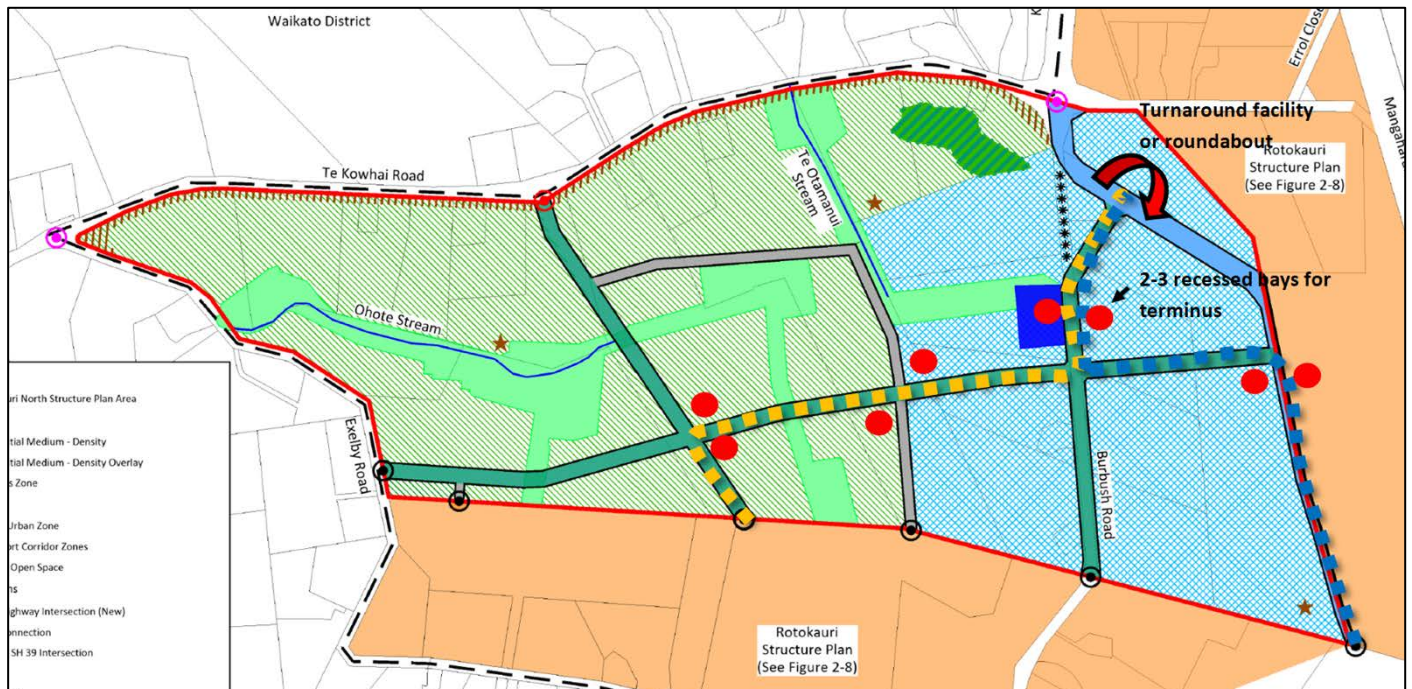 Waikato District
Errol Close
Turnaround facility
or roundabout
Rotokauri
Structure Plan
(See Figure 2-8)
Te Kowhai Road
Te Otamanui
Stream
2-3 recessed bays for
terminus
Ohote Stream
Exelby Road
Burbush Road
Rotokauri
Structure Plan
(See Figure 2-8)
uri North Structure Plan Area
tial Medium - Density
tial Medium - Density Overlay
s Zone
Urban Zone
ort Corridor Zones
Open Space
ns
ighway Intersection (New)
onnection
SH 39 Intersection